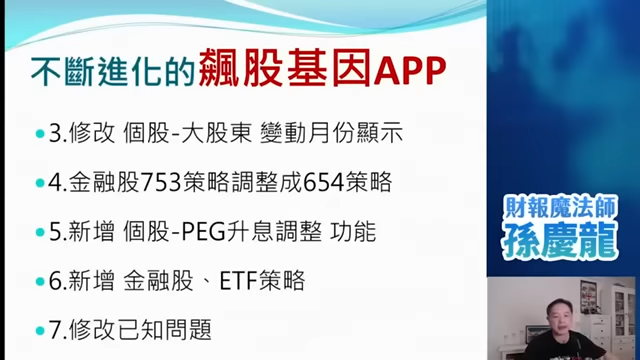 不斷進化的飆股基因APP
•3.修改 個股-大股東 變動月份顯示
•4.金融股753策略調整成654策略
•5.新增 個股-PEG升息調整 功能
•6.新增 金融股、ETF策略
•7.修改已知問題
財報魔法師
孫慶龍